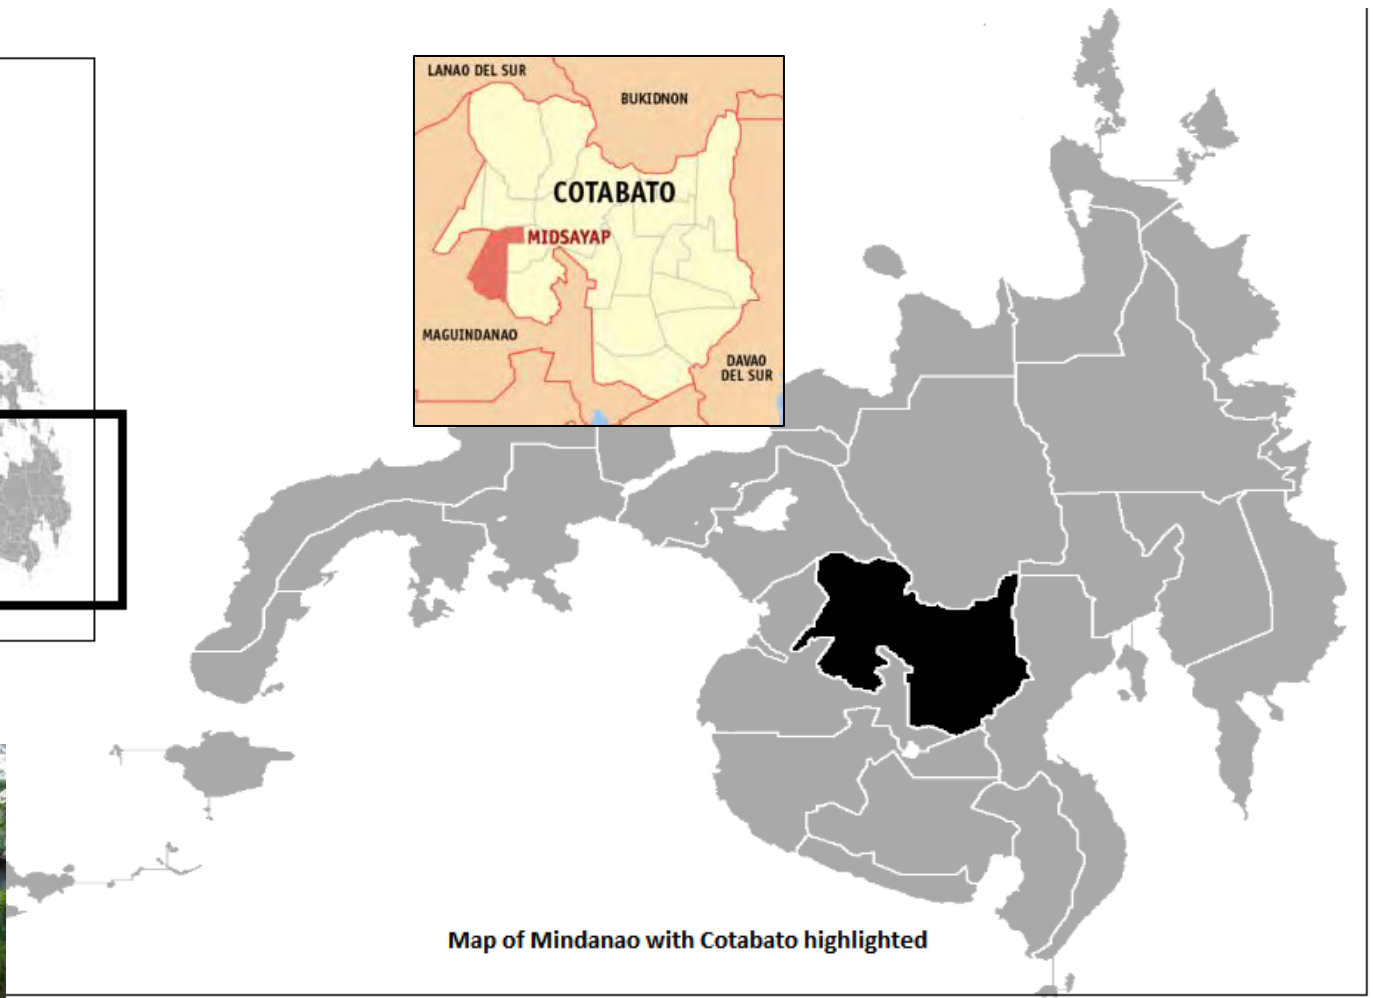 LANAO DEL SUR
BUKIDNON
COTABATO
MIDSAYAP
MAGUINDANAO
DAVAO
DEL SUR
Map of Mindanao with Cotabato highlighted